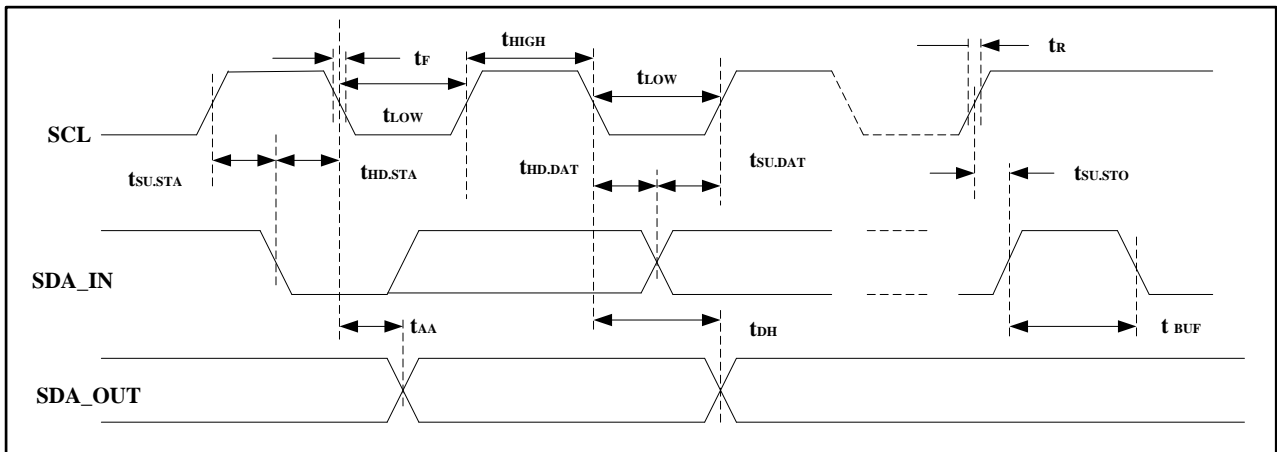 tHIGH
tF
tR
tLOW
tLOW
SCL
tSU.STA
tHD.STA
tHD.DAT
tSU.DAT
tSU.STO
SDA_IN
tAA
tDH
t BUF
SDA_OUT